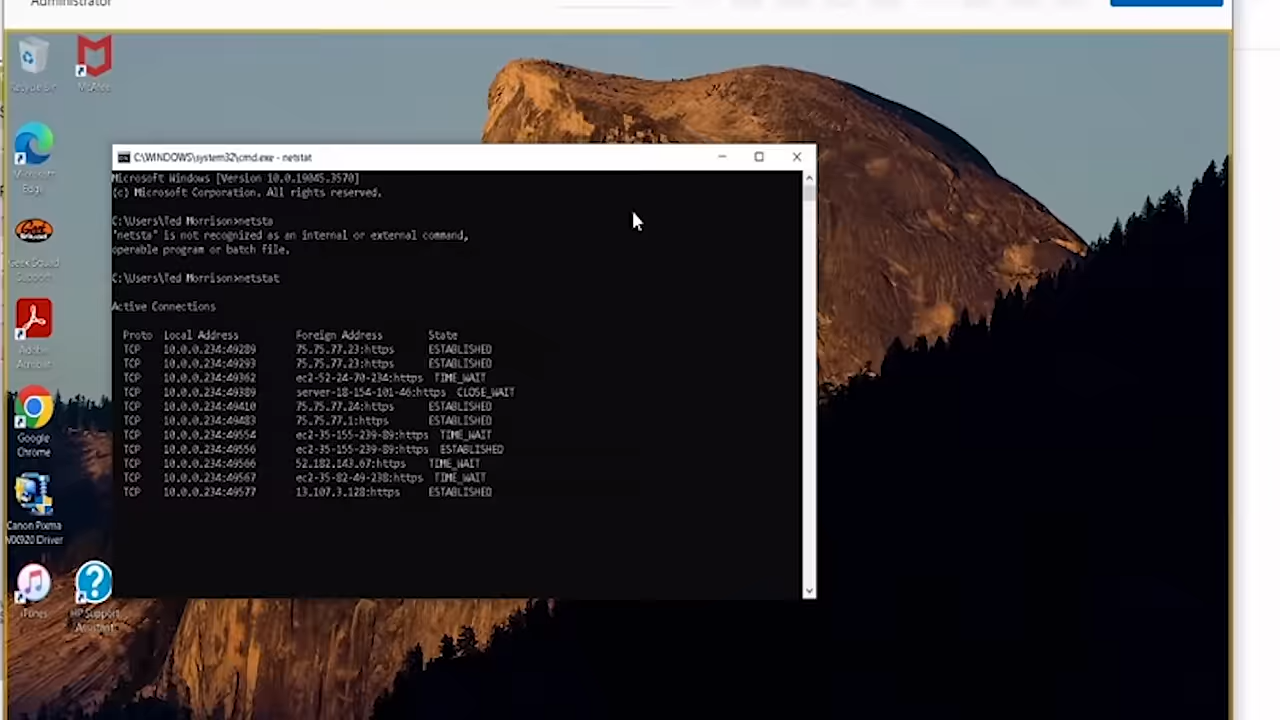 Administrator
Recycle Bin
McAfee
Microsoft
Edge
Geek Squad
Support
Adobe
Acrobat
Google
Chrome
Canon Pixma
MX920 Driver
iTunes
HP Support
Assistant
C:\WINDOWS\system32\cmd.exe - netstat
Microsoft Windows [Version 10.0.19045.3570]
(c) Microsoft Corporation. All rights reserved.
C:\Users\Ted Morrison>netsta
'netsta' is not recognized as an internal or external command,
operable program or batch file.
C:\Users\Ted Morrison>netstat
Active Connections
Proto Local Address Foreign Address State
TCP 10.0.0.234:49289 75.75.77.23:https ESTABLISHED
TCP 10.0.0.234:49293 75.75.77.23:https ESTABLISHED
TCP 10.0.0.234:49362 ec2-52-24-70-234:https TIME_WAIT
TCP 10.0.0.234:49389 server-18-154-101-46:https CLOSE_WAIT
TCP 10.0.0.234:49410 75.75.77.24:https ESTABLISHED
TCP 10.0.0.234:49483 75.75.77.1:https ESTABLISHED
TCP 10.0.0.234:49554 ec2-35-155-239-89:https TIME_WAIT
TCP 10.0.0.234:49556 ec2-35-155-239-89:https ESTABLISHED
TCP 10.0.0.234:49566 52.182.143.67:https TIME_WAIT
TCP 10.0.0.234:49567 ec2-35-82-49-238:https TIME_WAIT
TCP 10.0.0.234:49577 13.107.3.128:https ESTABLISHED